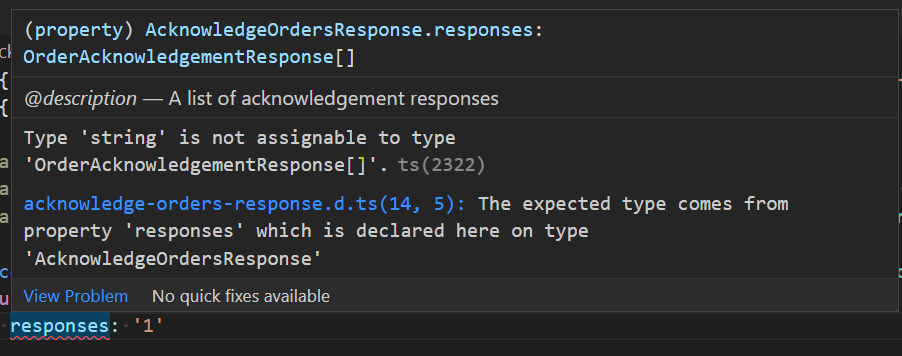 (property) AcknowledgeOrdersResponse.responses:
OrderAcknowledgementResponse[]
@description — A list of acknowledgement responses
Type 'string' is not assignable to type
'OrderAcknowledgementResponse[]'. ts(2322)
acknowledge-orders-response.d.ts(14, 5): The expected type comes from
property 'responses' which is declared here on type
'AcknowledgeOrdersResponse'
View Problem No quick fixes available
responses: '1'